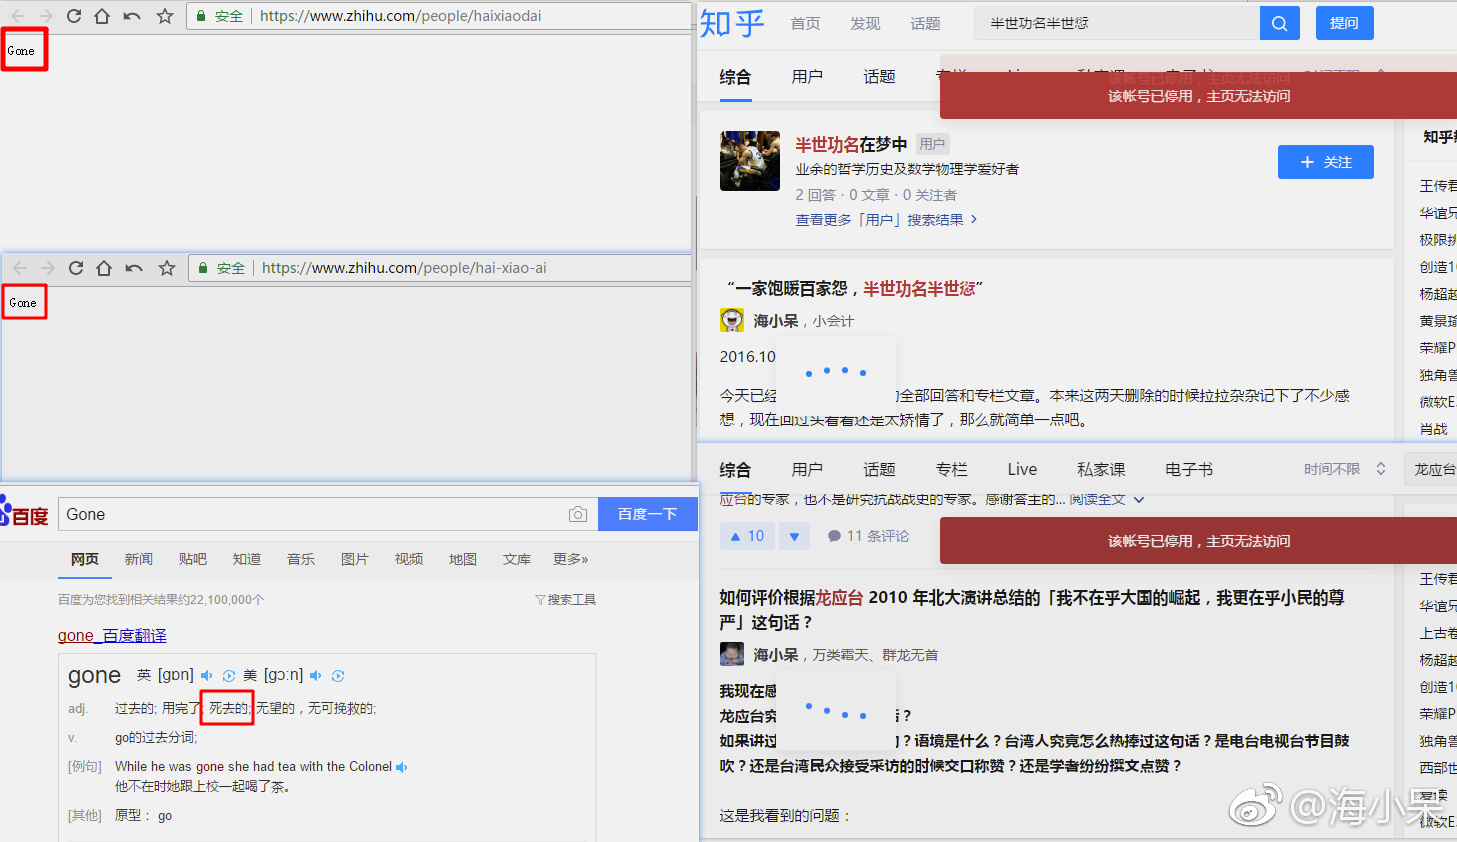 安全 https://www.zhihu.com/people/haixiaodai
Gone
安全 https://www.zhihu.com/people/hai-xiao-ai
Gone
百度 Gone 百度一下
网页 新闻 贴吧 知道 音乐 图片 视频 地图 文库 更多»
百度为您找到相关结果约22,100,000个 搜索工具
gone_百度翻译
gone 英 [gɒn] 美 [gɔːn]
adj. 过去的; 用完了; 死去的; 无望的，无可挽救的;
v. go的过去分词;
[例句] While he was gone she had tea with the Colonel
他不在时她跟上校一起喝了茶。
[其他] 原型： go
知乎 首页 发现 话题 半世功名半世愆 提问
综合 用户 话题
该帐号已停用，主页无法访问
该帐号已停用，主页无法访问
半世功名在梦中 用户
业余的哲学历史及数学物理学爱好者
2 回答 · 0 文章 · 0 关注者
查看更多「用户」搜索结果 >
+ 关注
“一家饱暖百家怨，半世功名半世愆”
海小呆，小会计
2016.10
今天已经 全部回答和专栏文章。本来这两天删除的时候拉拉杂杂记下了不少感
想，现在回过头看看还是太矫情了，那么就简单一点吧。
王传君
华谊兄
极限挑
创造10
杨超越
黄景瑜
荣耀P
独角兽
微软E
肖战
综合 用户 话题 专栏 Live 私家课 电子书 时间不限 龙应台
应台的专家，也不是研究抗战战史的专家。感谢答主的... 阅读全文
10 11 条评论
该帐号已停用，主页无法访问
如何评价根据龙应台 2010 年北大演讲总结的「我不在乎大国的崛起，我更在乎小民的尊
严」这句话？
海小呆，万类霜天、群龙无首
我现在感
龙应台究 ？
如果讲过 ？语境是什么？台湾人究竟怎么热捧过这句话？是电台电视台节目鼓
吹？还是台湾民众接受采访的时候交口称赞？还是学者纷纷撰文点赞？
这是我看到的问题：
王传君
华谊兄
上古卷
杨超越
创造10
荣耀P
独角兽
西部世
爱读
微软E
@海小呆